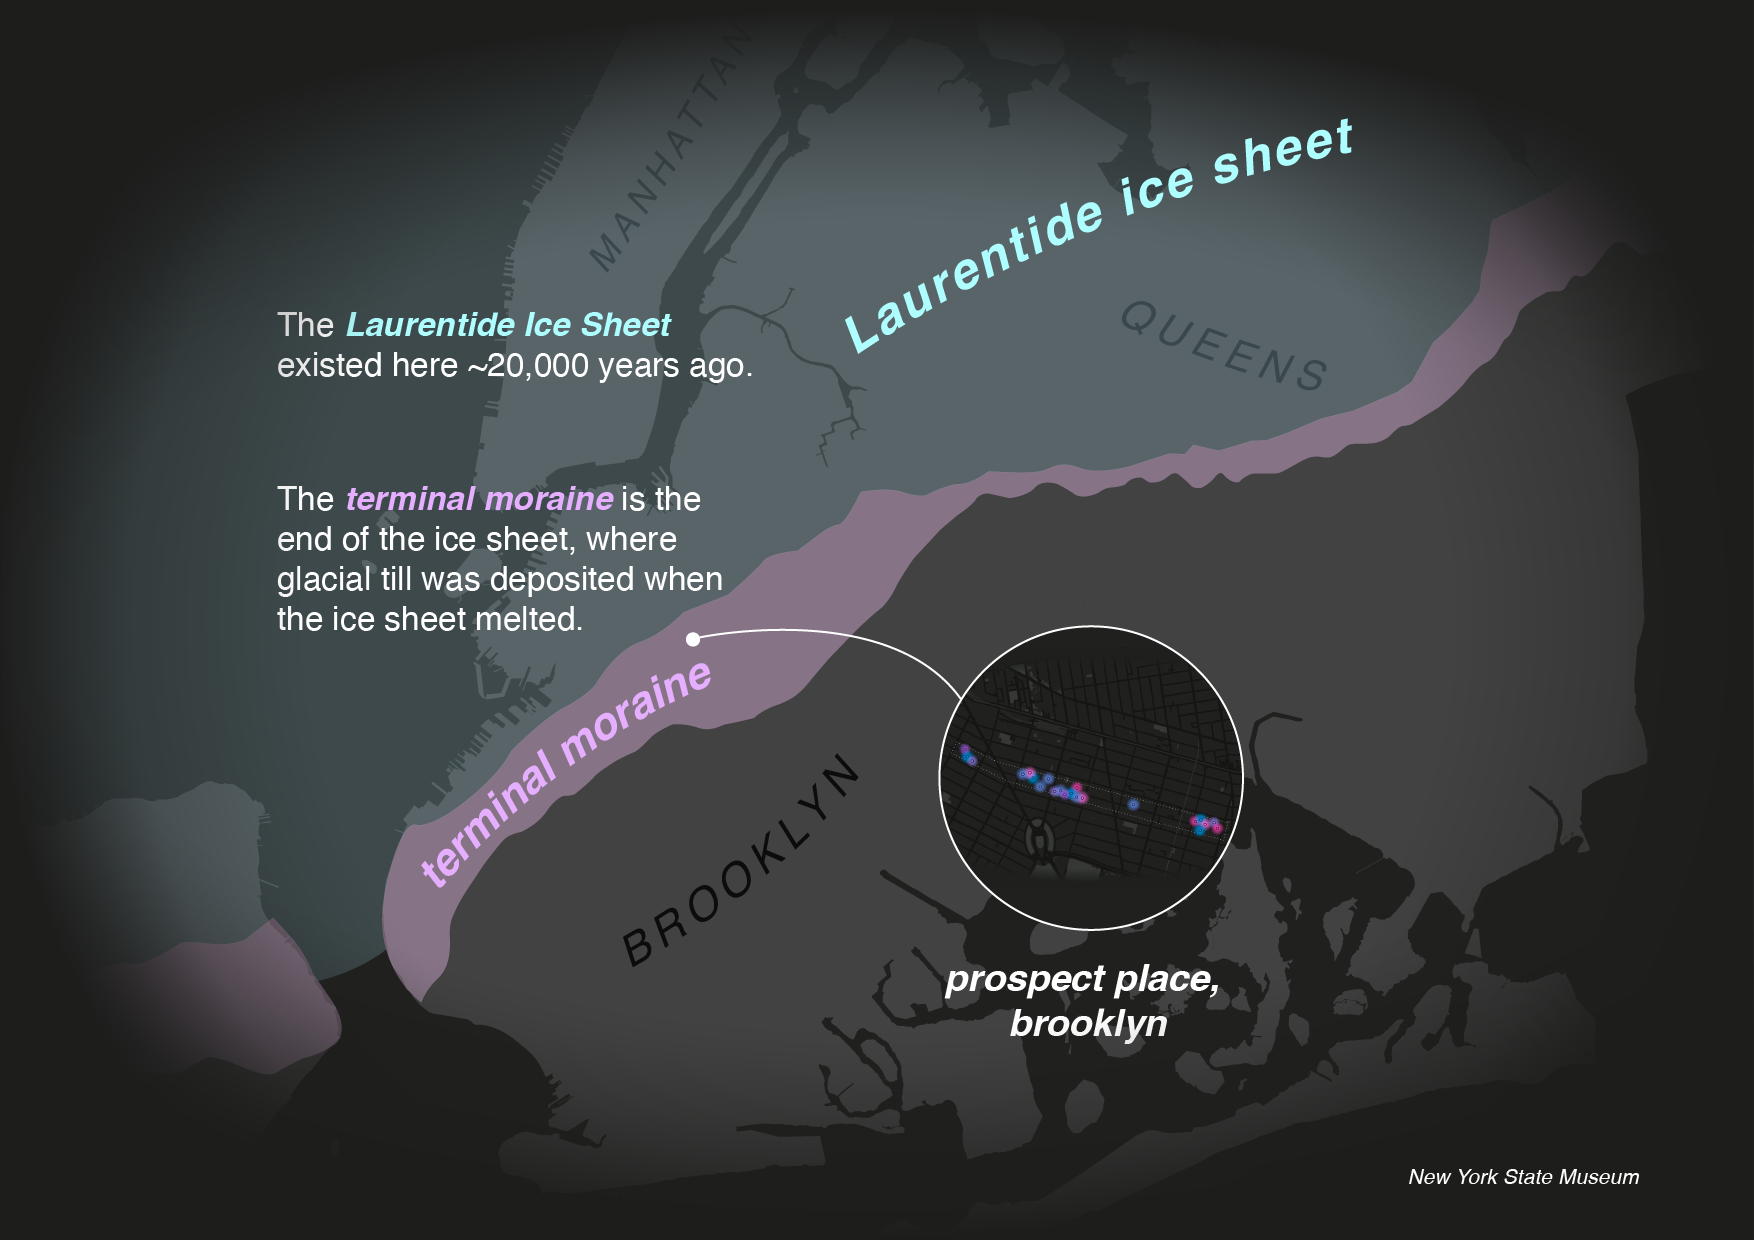 MANHATTAN
Laurentide ice sheet
QUEENS
The Laurentide Ice Sheet
existed here ~20,000 years ago.
The terminal moraine is the
end of the ice sheet, where
glacial till was deposited when
the ice sheet melted.
terminal moraine
BROOKLYN
prospect place,
brooklyn
New York State Museum